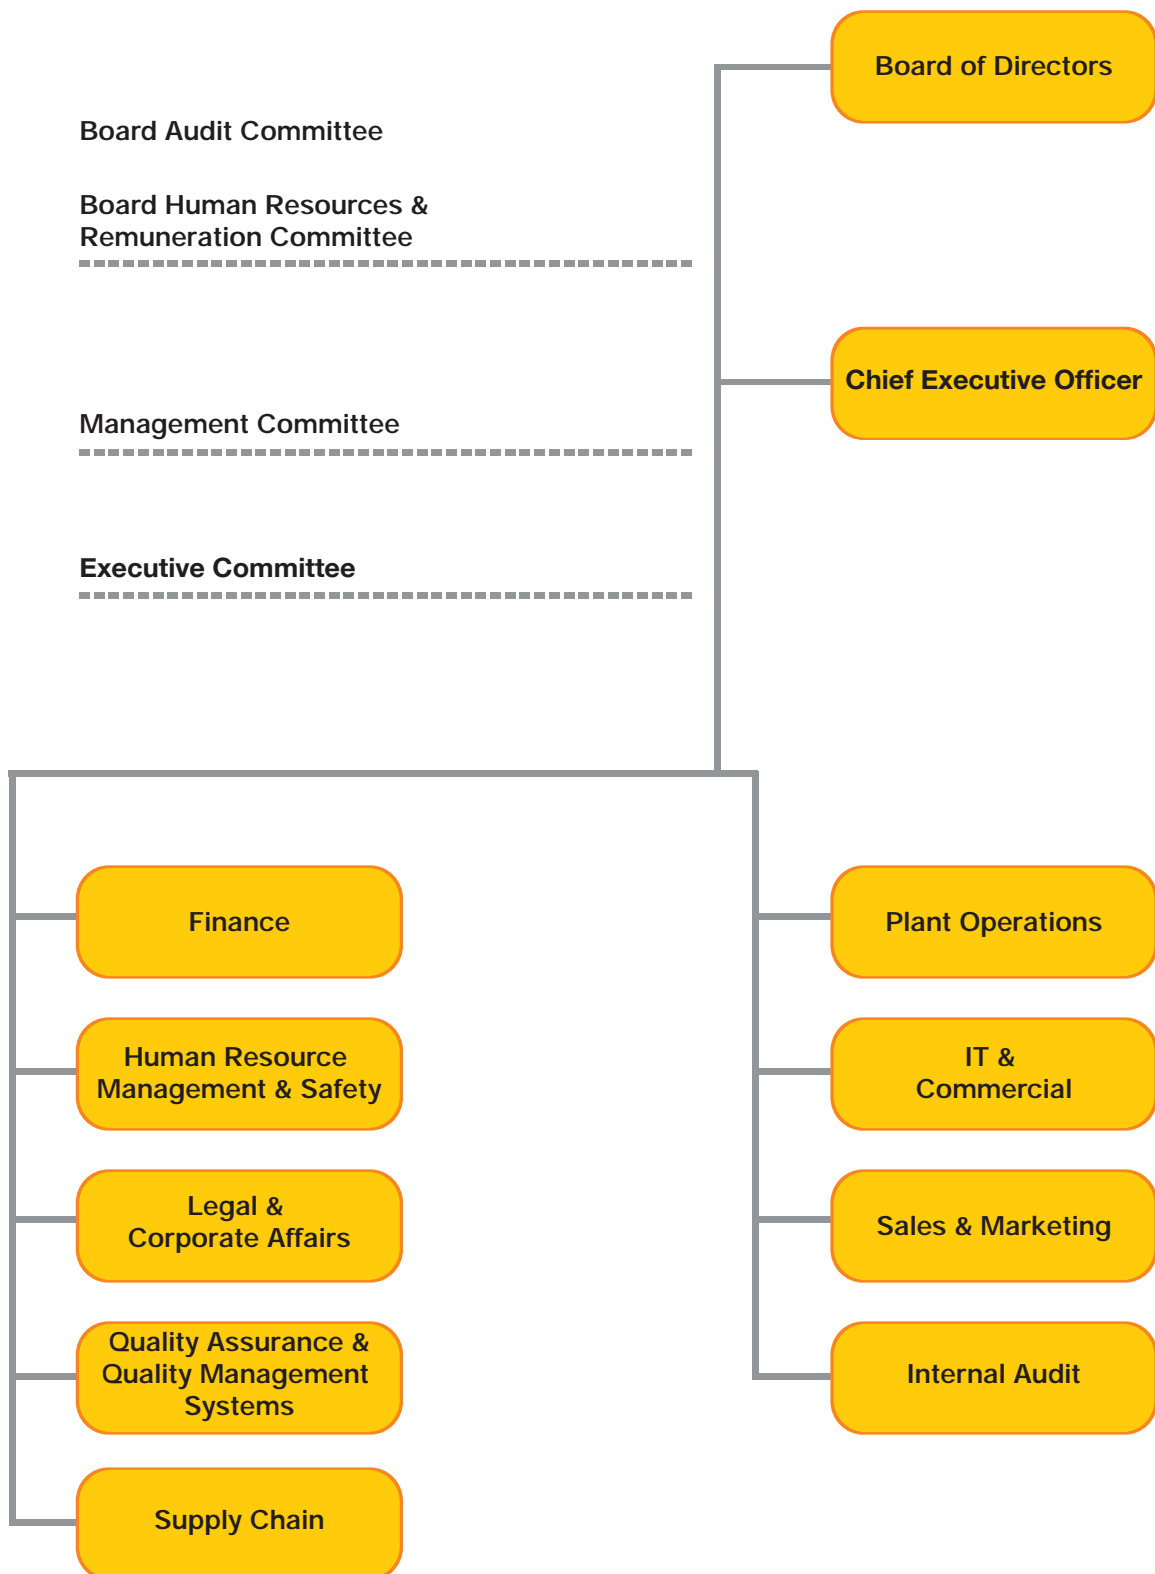 Board of Directors
Board Audit Committee
Board Human Resources &
Remuneration Committee
Chief Executive Officer
Management Committee
Executive Committee
Finance
Human Resource
Management & Safety
Legal &
Corporate Affairs
Quality Assurance &
Quality Management
Systems
Supply Chain
Plant Operations
IT &
Commercial
Sales & Marketing
Internal Audit